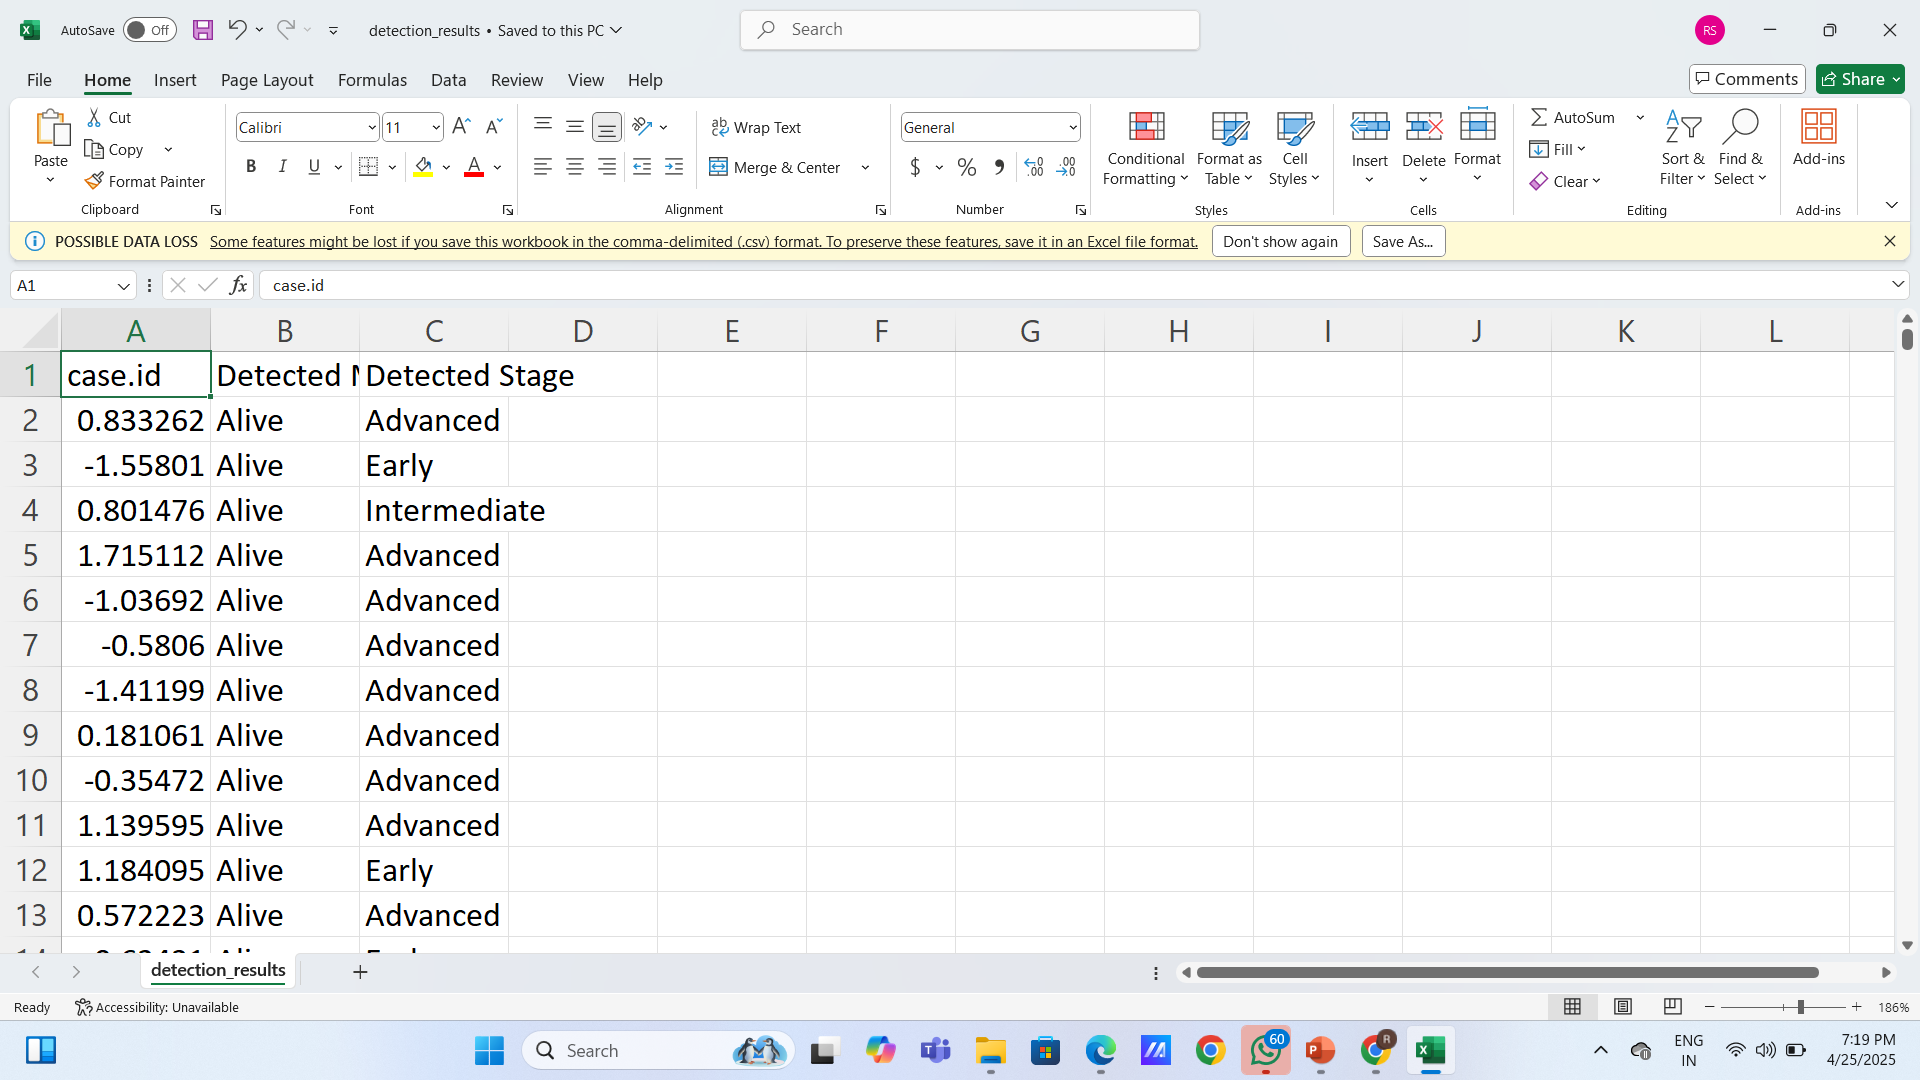 AutoSave Off detection_results • Saved to this PC Search RS
File Home Insert Page Layout Formulas Data Review View Help Comments Share
Paste Cut Copy Format Painter Clipboard
Calibri 11 B I U A Font
Wrap Text Merge & Center Alignment
General $ % Number
Conditional Formatting Format as Table Cell Styles Styles
Insert Delete Format Cells
AutoSum Fill Clear Sort & Filter Find & Select Editing
Add-ins Add-ins
POSSIBLE DATA LOSS Some features might be lost if you save this workbook in the comma-delimited (.csv) format. To preserve these features, save it in an Excel file format. Don't show again Save As...
A1 fx case.id
A B C D E F G H I J K L
1 case.id Detected Detected Stage
2 0.833262 Alive Advanced
3 -1.55801 Alive Early
4 0.801476 Alive Intermediate
5 1.715112 Alive Advanced
6 -1.03692 Alive Advanced
7 -0.5806 Alive Advanced
8 -1.41199 Alive Advanced
9 0.181061 Alive Advanced
10 -0.35472 Alive Advanced
11 1.139595 Alive Advanced
12 1.184095 Alive Early
13 0.572223 Alive Advanced
detection_results
Ready Accessibility: Unavailable 186%
Search 60 ENG IN 7:19 PM 4/25/2025